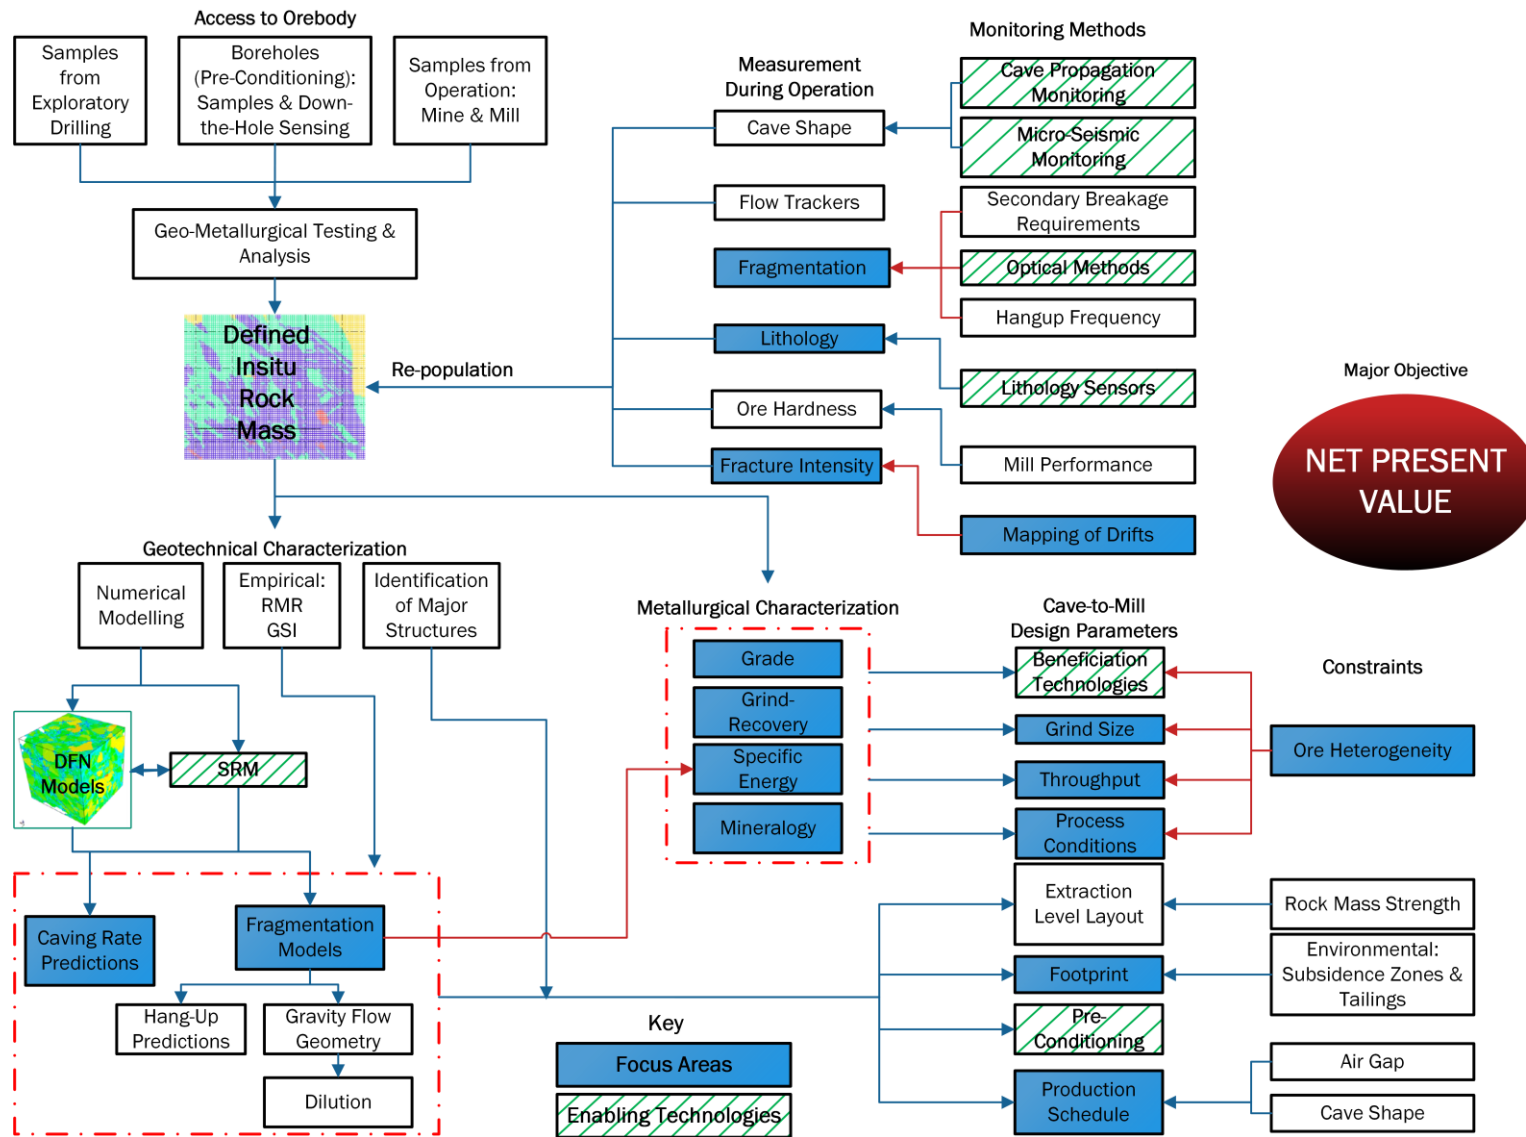 Access to Orebody
Samples
from
Exploratory
Drilling
Boreholes
(Pre-Conditioning):
Samples & Down-
the-Hole Sensing
Samples from
Operation:
Mine & Mill
Geo-Metallurgical Testing &
Analysis
Defined
Insitu
Rock
Mass
Re-population
Measurement
During Operation
Cave Shape
Flow Trackers
Fragmentation
Lithology
Ore Hardness
Fracture Intensity
Monitoring Methods
Cave Propagation
Monitoring
Micro-Seismic
Monitoring
Secondary Breakage
Requirements
Optical Methods
Hangup Frequency
Lithology Sensors
Mill Performance
Mapping of Drifts
Major Objective
NET PRESENT
VALUE
Geotechnical Characterization
Numerical
Modelling
Empirical:
RMR
GSI
Identification
of Major
Structures
DFN
Models
SRM
Caving Rate
Predictions
Fragmentation
Models
Hang-Up
Predictions
Gravity Flow
Geometry
Dilution
Metallurgical Characterization
Grade
Grind-
Recovery
Specific
Energy
Mineralogy
Cave-to-Mill
Design Parameters
Beneficiation
Technologies
Grind Size
Throughput
Process
Conditions
Extraction
Level Layout
Footprint
Pre-
Conditioning
Production
Schedule
Constraints
Ore Heterogeneity
Rock Mass Strength
Environmental:
Subsidence Zones &
Tailings
Air Gap
Cave Shape
Key
Focus Areas
Enabling Technologies